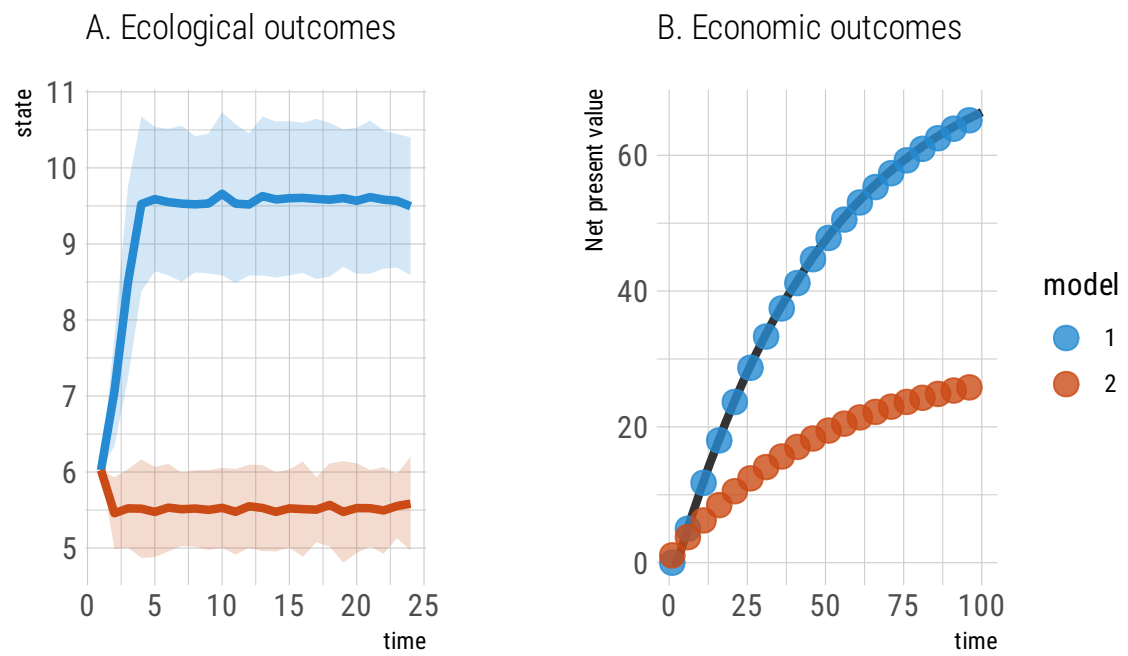 A. Ecological outcomes
state
11
10
9
8
7
6
5
0 5 10 15 20 25
time
B. Economic outcomes
Net present value
60
40
20
0
0 25 50 75 100
time
model
1
2